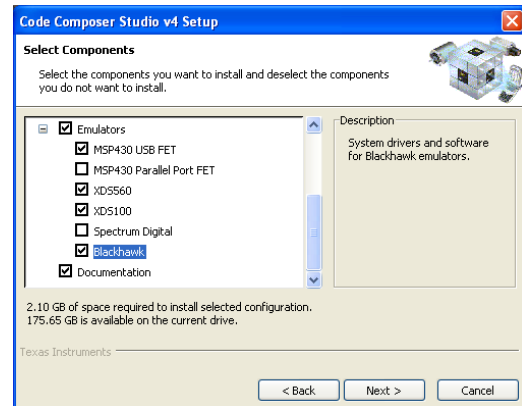 Code Composer Studio v4 Setup
Select Components
Select the components you want to install and deselect the components
you do not want to install.
Emulators
MSP430 USB FET
MSP430 Parallel Port FET
XDS560
XDS100
Spectrum Digital
Blackhawk
Documentation
Description
System drivers and software
for Blackhawk emulators.
2.10 GB of space required to install selected configuration.
175.65 GB is available on the current drive.
Texas Instruments
< Back
Next >
Cancel